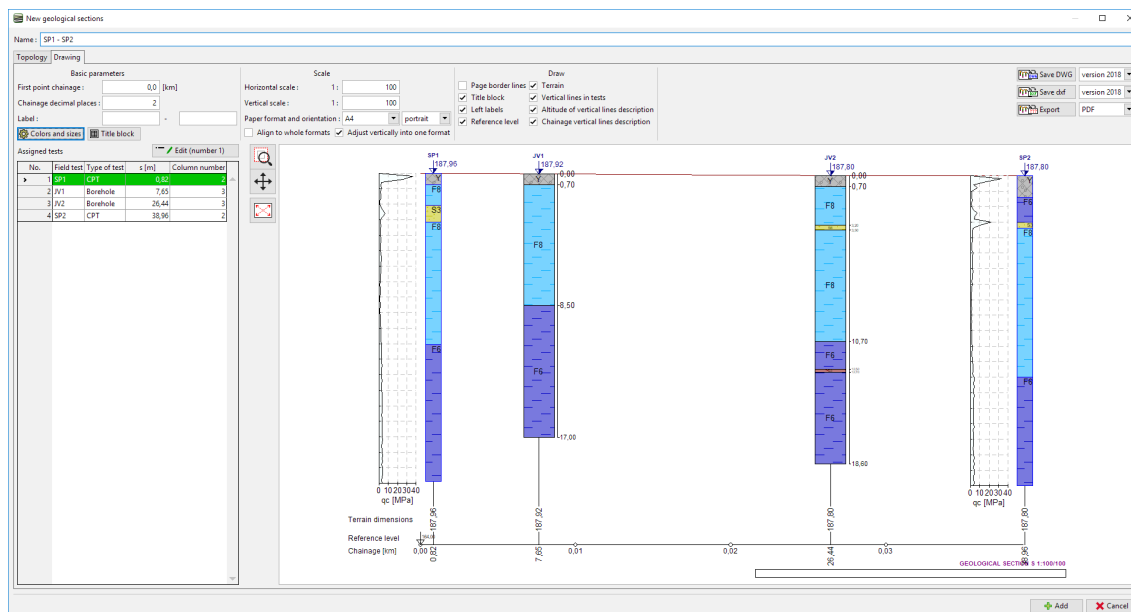 New geological sections
Name : SP1 - SP2
Topology Drawing
Basic parameters
First point chainage : 0,0 [km]
Chainage decimal places : 2
Label : -
Colors and sizes Title block
Scale
Horizontal scale : 1 : 100
Vertical scale : 1 : 100
Paper format and orientation : A4 portrait
Align to whole formats Adjust vertically into one format
Draw
Page border lines Terrain
Title block Vertical lines in tests
Left labels Altitude of vertical lines description
Reference level Chainage vertical lines description
Save DWG version 2018
Save dxf version 2018
Export PDF
Assigned tests Edit (number 1)
No. Field test Type of test s [m] Column number
1 SP1 CPT 0,82 2
2 JV1 Borehole 7,65 3
3 JV2 Borehole 26,44 3
4 SP2 CPT 38,96 2
SP1 JV1 JV2 SP2
187,96 187,92 187,80 187,80
Y Y Y Y
0,00 0,00
0,70 0,70
F8 F8 F6
S3
F8 F8
F8
F8
8,50
10,70
F6 F6
F6 F6
F6
17,00
18,60
0 10 20 30 40 0 10 20 30 40
qc [MPa] qc [MPa]
Terrain dimensions 187,96 187,92 187,80 187,80
Reference level
Chainage [km] 0,00 0,82 7,65 0,01 0,02 26,44 0,03
GEOLOGICAL SECTION S 1:100/100
Add Cancel